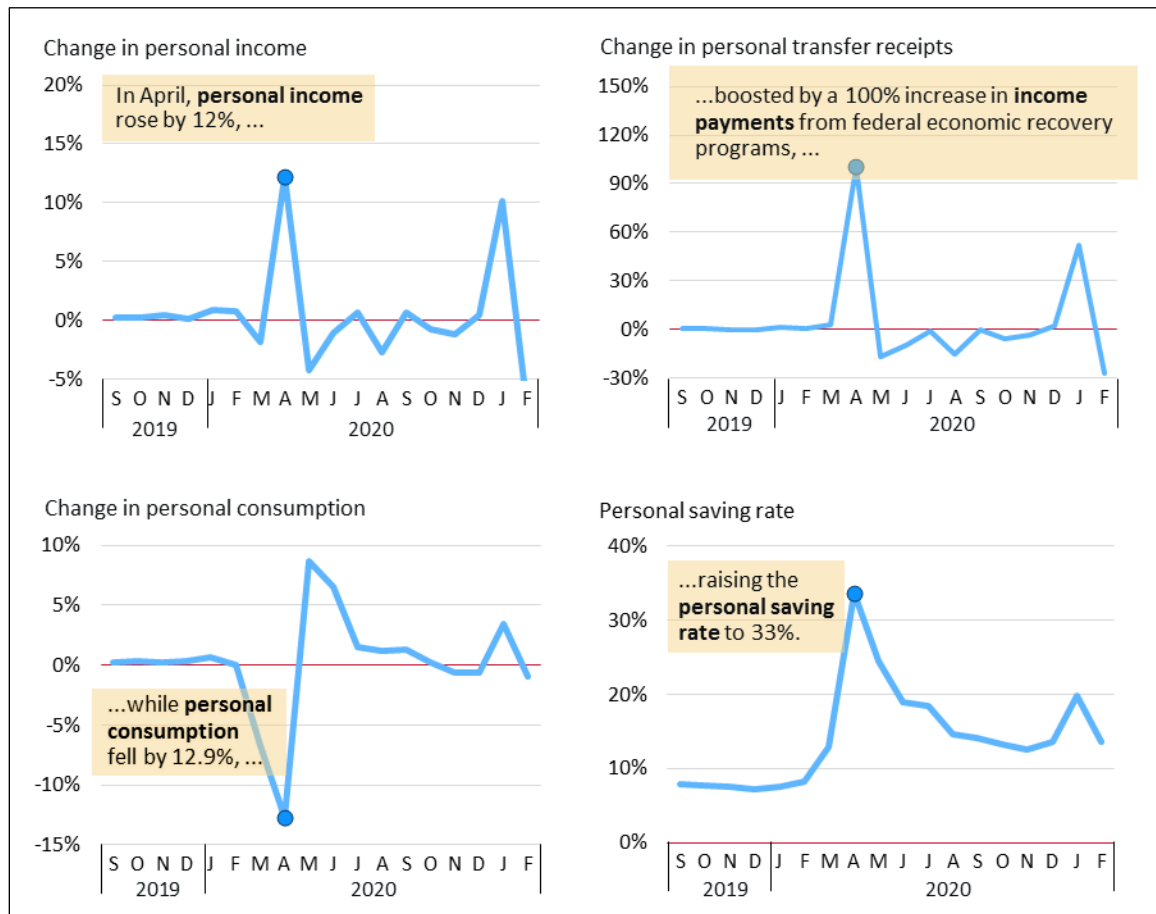 Change in personal income
20%
15%
10%
5%
0%
-5%
In April, personal income
rose by 12%, ...
S O N D J F M A M J J A S O N D J F
2019 2020
Change in personal transfer receipts
150%
120%
90%
60%
30%
0%
-30%
...boosted by a 100% increase in income
payments from federal economic recovery
programs, ...
S O N D J F M A M J J A S O N D J F
2019 2020
Change in personal consumption
10%
5%
0%
-5%
-10%
-15%
...while personal
consumption
fell by 12.9%, ...
S O N D J F M A M J J A S O N D J F
2019 2020
Personal saving rate
40%
30%
20%
10%
0%
...raising the
personal saving
rate to 33%.
S O N D J F M A M J J A S O N D J F
2019 2020